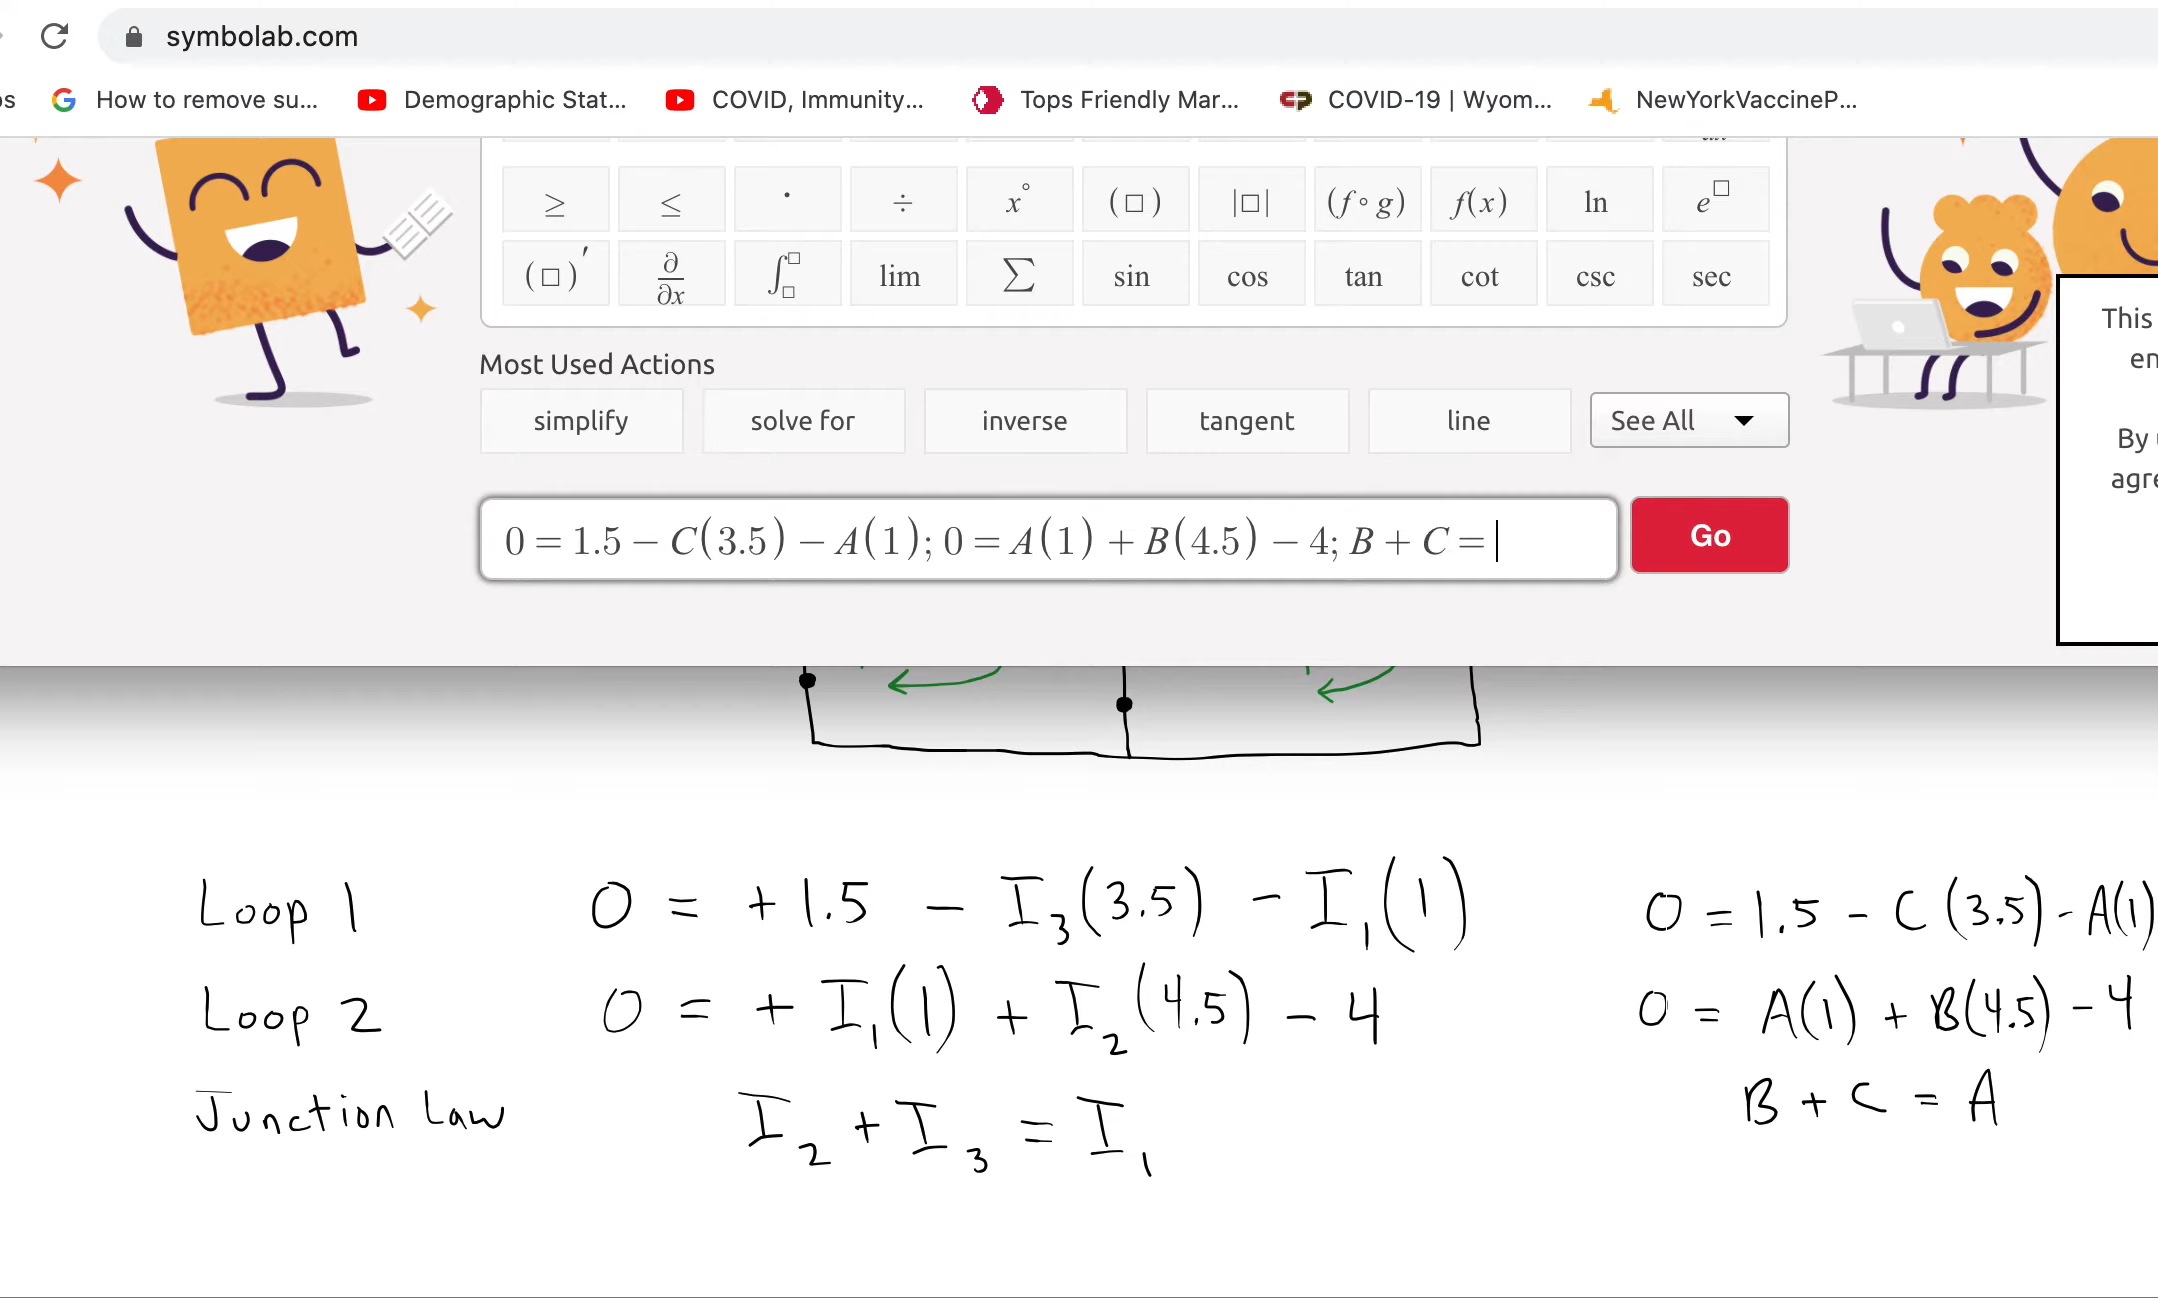 symbolab.com
os How to remove su... Demographic Stat... COVID, Immunity... Tops Friendly Mar... COVID-19 | Wyom... NewYorkVaccineP...
≥ ≤ · ÷ x° (□) |□| (f∘g) f(x) ln e^□
(□)′ ∂/∂x ∫_□^□ lim ∑ sin cos tan cot csc sec
This
en
Most Used Actions
simplify solve for inverse tangent line See All
By
agre
0 = 1.5 − C(3.5) − A(1); 0 = A(1) + B(4.5) − 4; B + C =
Go
Loop 1 0 = + 1.5 − I₃(3.5) − I₁(1) 0 = 1.5 − C(3.5) − A(1)
Loop 2 0 = + I₁(1) + I₂(4.5) − 4 0 = A(1) + B(4.5) − 4
Junction Law I₂ + I₃ = I₁ B + C = A